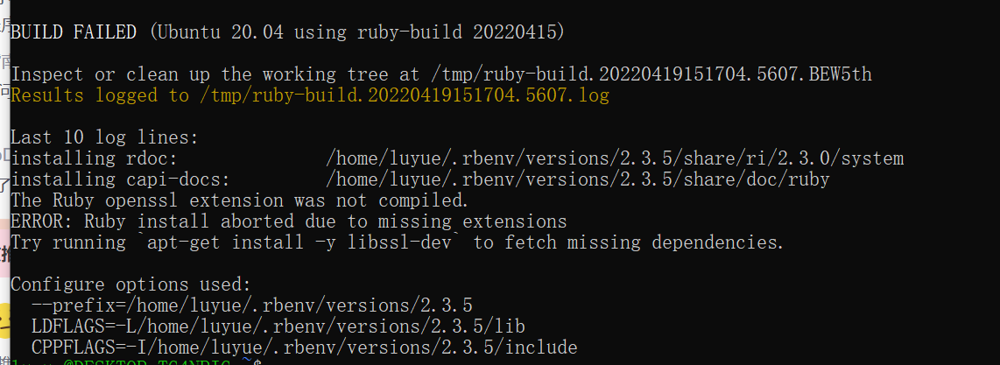 BUILD FAILED (Ubuntu 20.04 using ruby-build 20220415)
Inspect or clean up the working tree at /tmp/ruby-build.20220419151704.5607.BEW5th
Results logged to /tmp/ruby-build.20220419151704.5607.log
Last 10 log lines:
installing rdoc: /home/luyue/.rbenv/versions/2.3.5/share/ri/2.3.0/system
installing capi-docs: /home/luyue/.rbenv/versions/2.3.5/share/doc/ruby
The Ruby openssl extension was not compiled.
ERROR: Ruby install aborted due to missing extensions
Try running `apt-get install -y libssl-dev` to fetch missing dependencies.
Configure options used:
--prefix=/home/luyue/.rbenv/versions/2.3.5
LDFLAGS=-L/home/luyue/.rbenv/versions/2.3.5/lib
CPPFLAGS=-I/home/luyue/.rbenv/versions/2.3.5/include